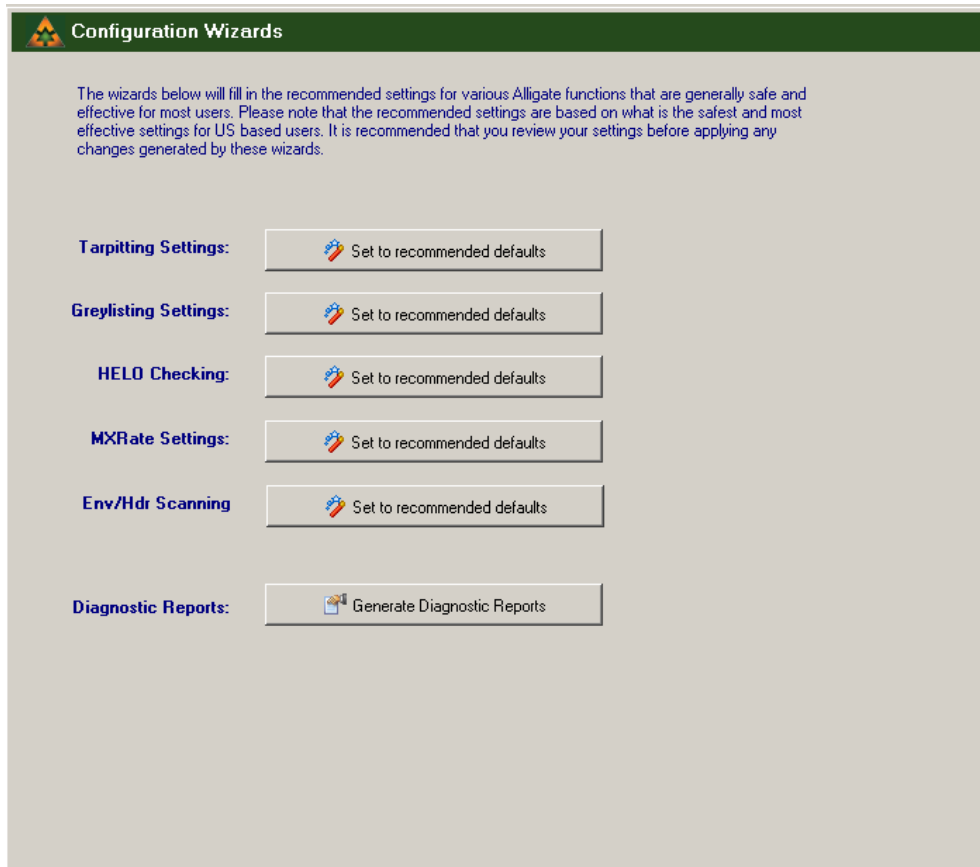 Configuration Wizards
The wizards below will fill in the recommended settings for various Alligate functions that are generally safe and
effective for most users. Please note that the recommended settings are based on what is the safest and most
effective settings for US based users. It is recommended that you review your settings before applying any
changes generated by these wizards.
Tarpitting Settings: Set to recommended defaults
Greylisting Settings: Set to recommended defaults
HELO Checking: Set to recommended defaults
MXRate Settings: Set to recommended defaults
Env/Hdr Scanning Set to recommended defaults
Diagnostic Reports: Generate Diagnostic Reports